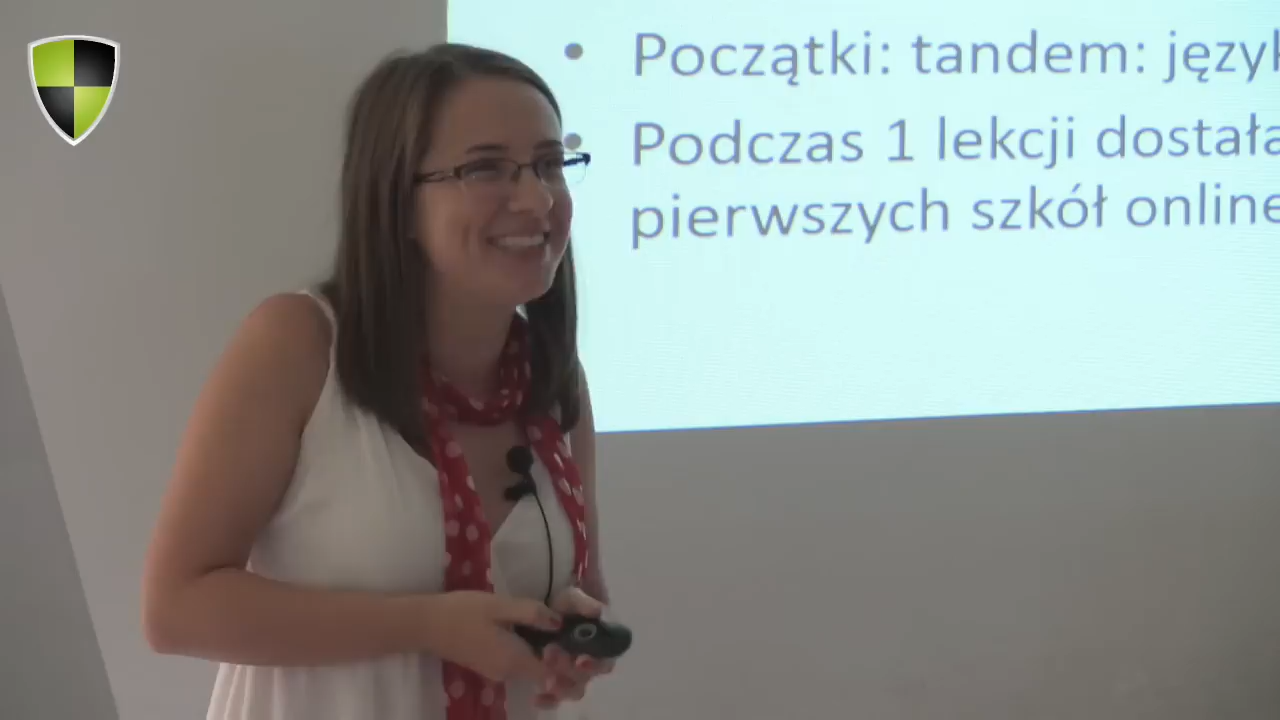 Początki: tandem: język
Podczas 1 lekcji dostała
pierwszych szkół online